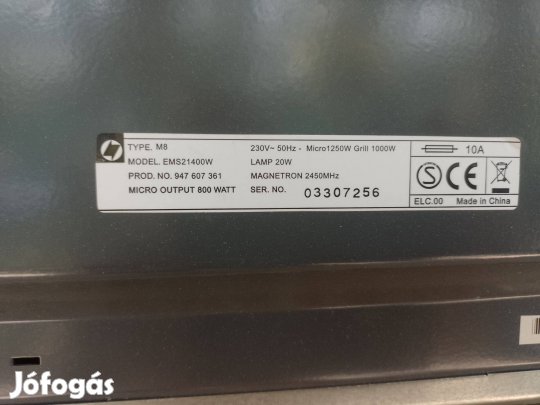 TYPE. M8
230V~ 50Hz - Micro1250W Grill 1000W
10A
MODEL. EMS21400W
LAMP 20W
PROD. NO. 947 607 361
MAGNETRON 2450MHz
MICRO OUTPUT 800 WATT
SER. NO. 03307256
CE
ELC.00 Made in China
Jófogás